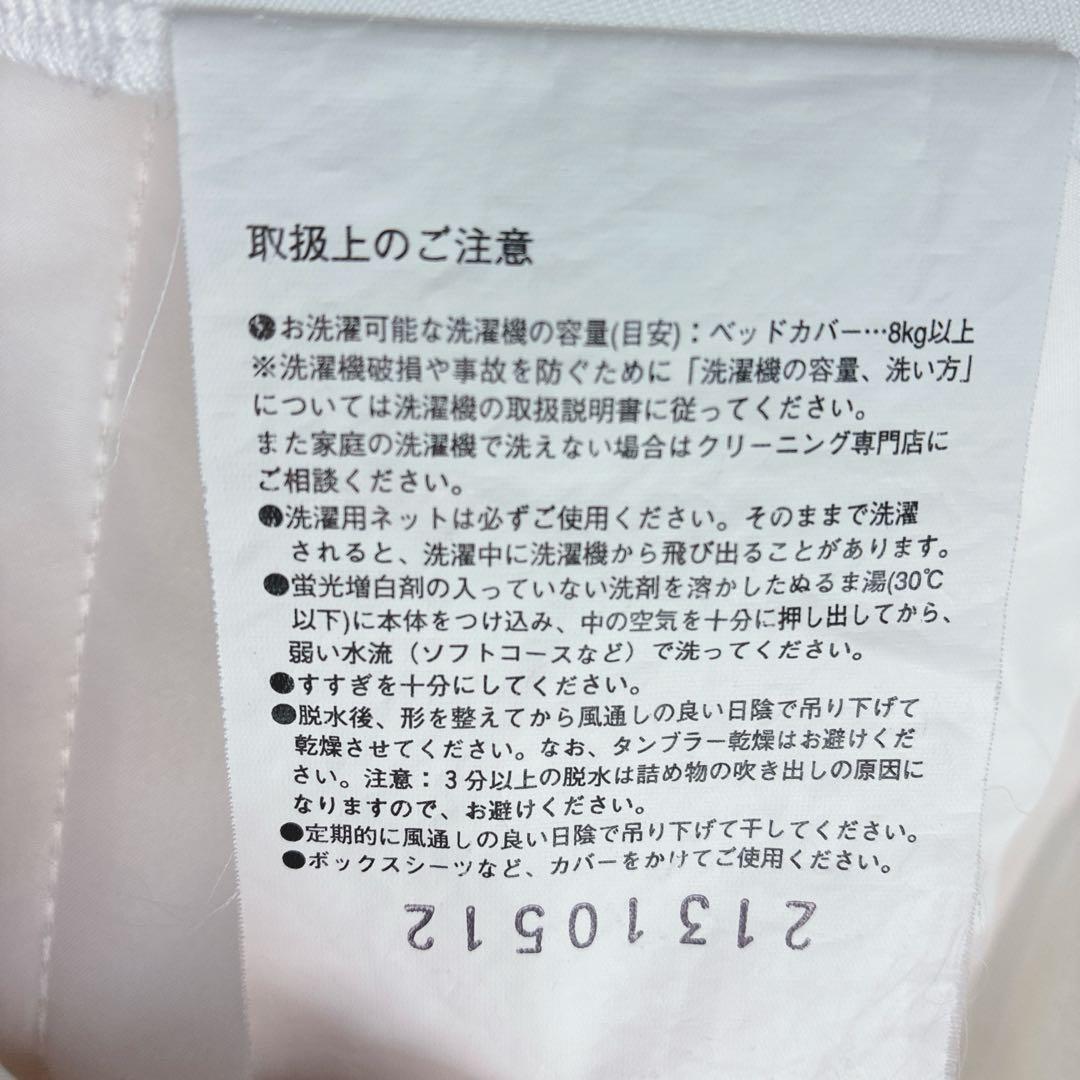 取扱上のご注意
●お洗濯可能な洗濯機の容量(目安)：ベッドカバー…8kg以上
※洗濯機破損や事故を防ぐために「洗濯機の容量、洗い方」
については洗濯機の取扱説明書に従ってください。
また家庭の洗濯機で洗えない場合はクリーニング専門店に
ご相談ください。
●洗濯用ネットは必ずご使用ください。そのままで洗濯
されると、洗濯中に洗濯機から飛び出ることがあります。
●蛍光増白剤の入っていない洗剤を溶かしたぬるま湯(30℃
以下)に本体をつけ込み、中の空気を十分に押し出してから、
弱い水流（ソフトコースなど）で洗ってください。
●すすぎを十分にしてください。
●脱水後、形を整えてから風通しの良い日陰で吊り下げて
乾燥させてください。なお、タンブラー乾燥はお避けくだ
さい。注意：3分以上の脱水は詰め物の吹き出しの原因に
なりますので、お避けください。
●定期的に風通しの良い日陰で吊り下げて干してください。
●ボックスシーツなど、カバーをかけてご使用ください。
21310512